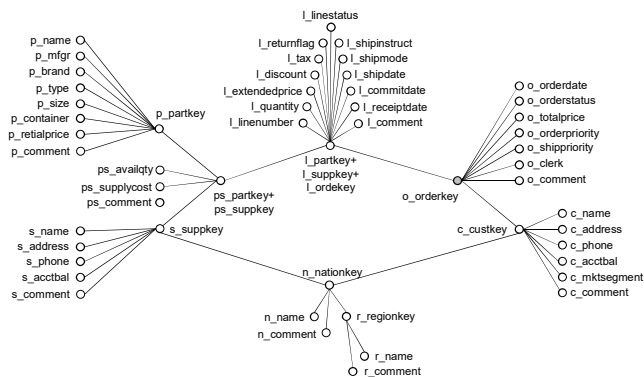 l_linestatus
p_name
p_mfgr
p_brand
p_type
p_size
p_container
p_retialprice
p_comment
p_partkey
l_returnflag
l_tax
l_discount
l_extendedprice
l_quantity
l_linenumber
l_shipinstruct
l_shipmode
l_shipdate
l_commitdate
l_receiptdate
l_comment
l_partkey+
l_suppkey+
l_ordekey
o_orderdate
o_orderstatus
o_totalprice
o_orderpriority
o_shippriority
o_clerk
o_comment
o_orderkey
ps_availqty
ps_supplycost
ps_comment
ps_partkey+
ps_suppkey
s_name
s_address
s_phone
s_acctbal
s_comment
s_suppkey
c_custkey
c_name
c_address
c_phone
c_acctbal
c_mktsegment
c_comment
n_nationkey
n_name
n_comment
r_regionkey
r_name
r_comment